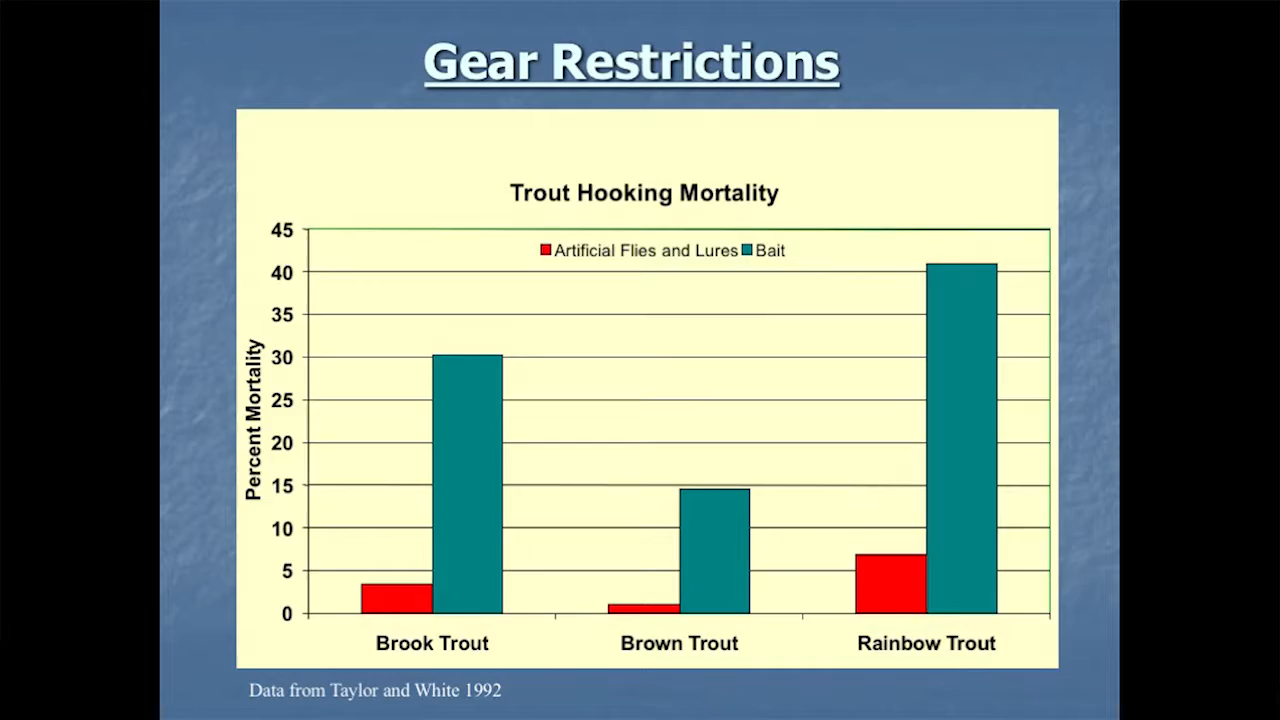 Gear Restrictions
Trout Hooking Mortality
Artificial Flies and Lures Bait
Percent Mortality
45
40
35
30
25
20
15
10
5
0
Brook Trout Brown Trout Rainbow Trout
Data from Taylor and White 1992